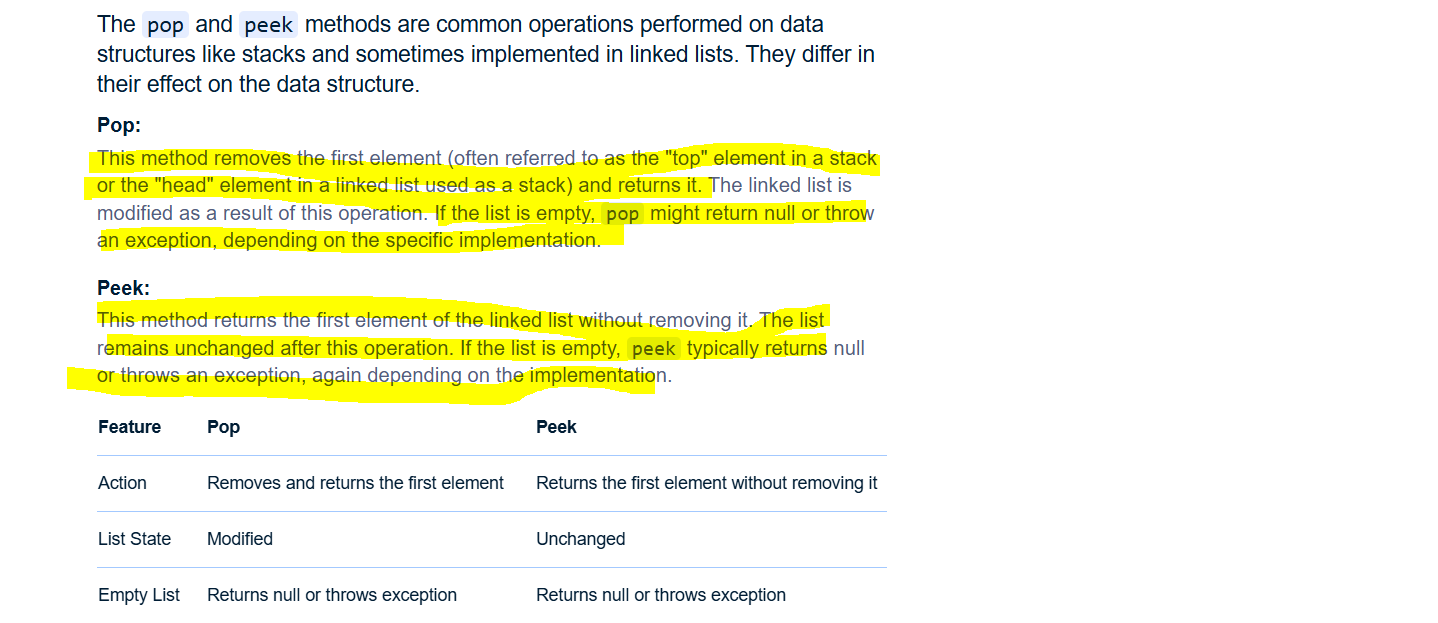 The pop and peek methods are common operations performed on data
structures like stacks and sometimes implemented in linked lists. They differ in
their effect on the data structure.
Pop:
This method removes the first element (often referred to as the "top" element in a stack
or the "head" element in a linked list used as a stack) and returns it. The linked list is
modified as a result of this operation. If the list is empty, pop might return null or throw
an exception, depending on the specific implementation.
Peek:
This method returns the first element of the linked list without removing it. The list
remains unchanged after this operation. If the list is empty, peek typically returns null
or throws an exception, again depending on the implementation.
Feature Pop Peek
Action Removes and returns the first element Returns the first element without removing it
List State Modified Unchanged
Empty List Returns null or throws exception Returns null or throws exception